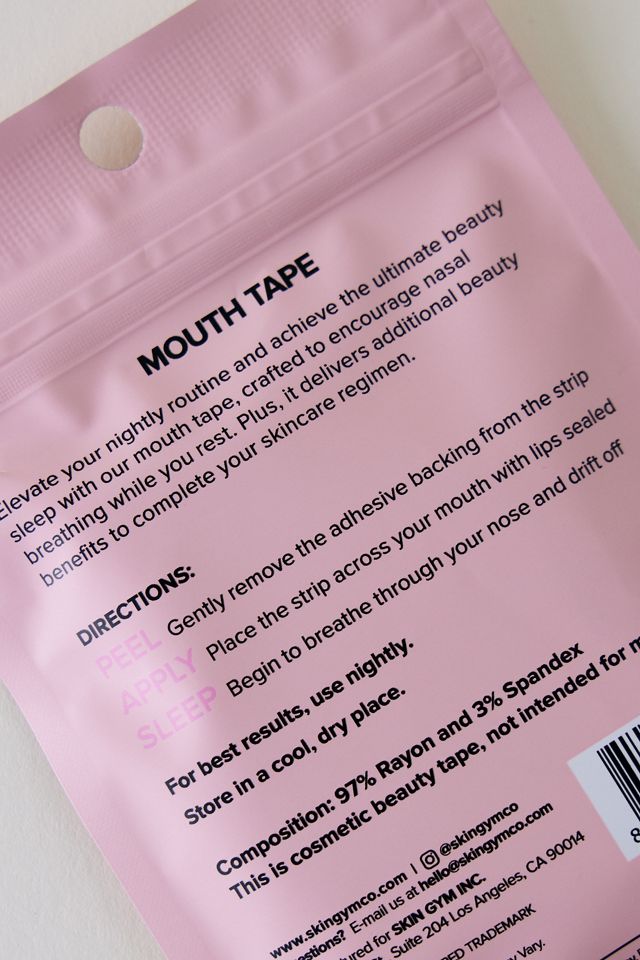 MOUTH TAPE
Elevate your nightly routine and achieve the ultimate beauty
sleep with our mouth tape, crafted to encourage nasal
breathing while you rest. Plus, it delivers additional beauty
benefits to complete your skincare regimen.
DIRECTIONS:
PEEL Gently remove the adhesive backing from the strip
APPLY Place the strip across your mouth with lips sealed
SLEEP Begin to breathe through your nose and drift off
For best results, use nightly.
Store in a cool, dry place.
Composition: 97% Rayon and 3% Spandex
This is cosmetic beauty tape, not intended for
www.skingymco.com | @skingymco.com
E-mail us at hello@skingymco.com
for SKIN GYM INC.
Suite 204 Los Angeles, CA 90014
TRADEMARK
Vary.
8